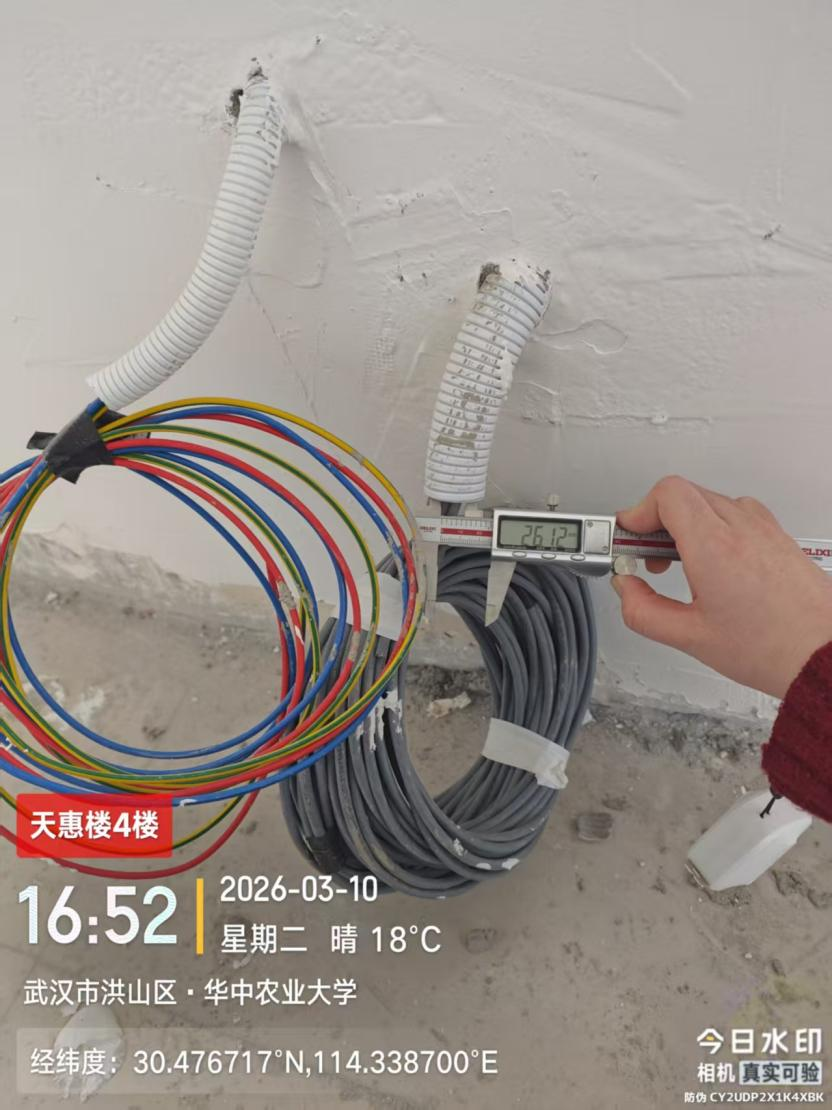 26.12
天惠楼4楼
16:52
2026-03-10
星期二 晴 18°C
武汉市洪山区·华中农业大学
经纬度：30.476717°N,114.338700°E
今日水印
相机 真实可验
防伪 CY2UDP2X1K4XBK